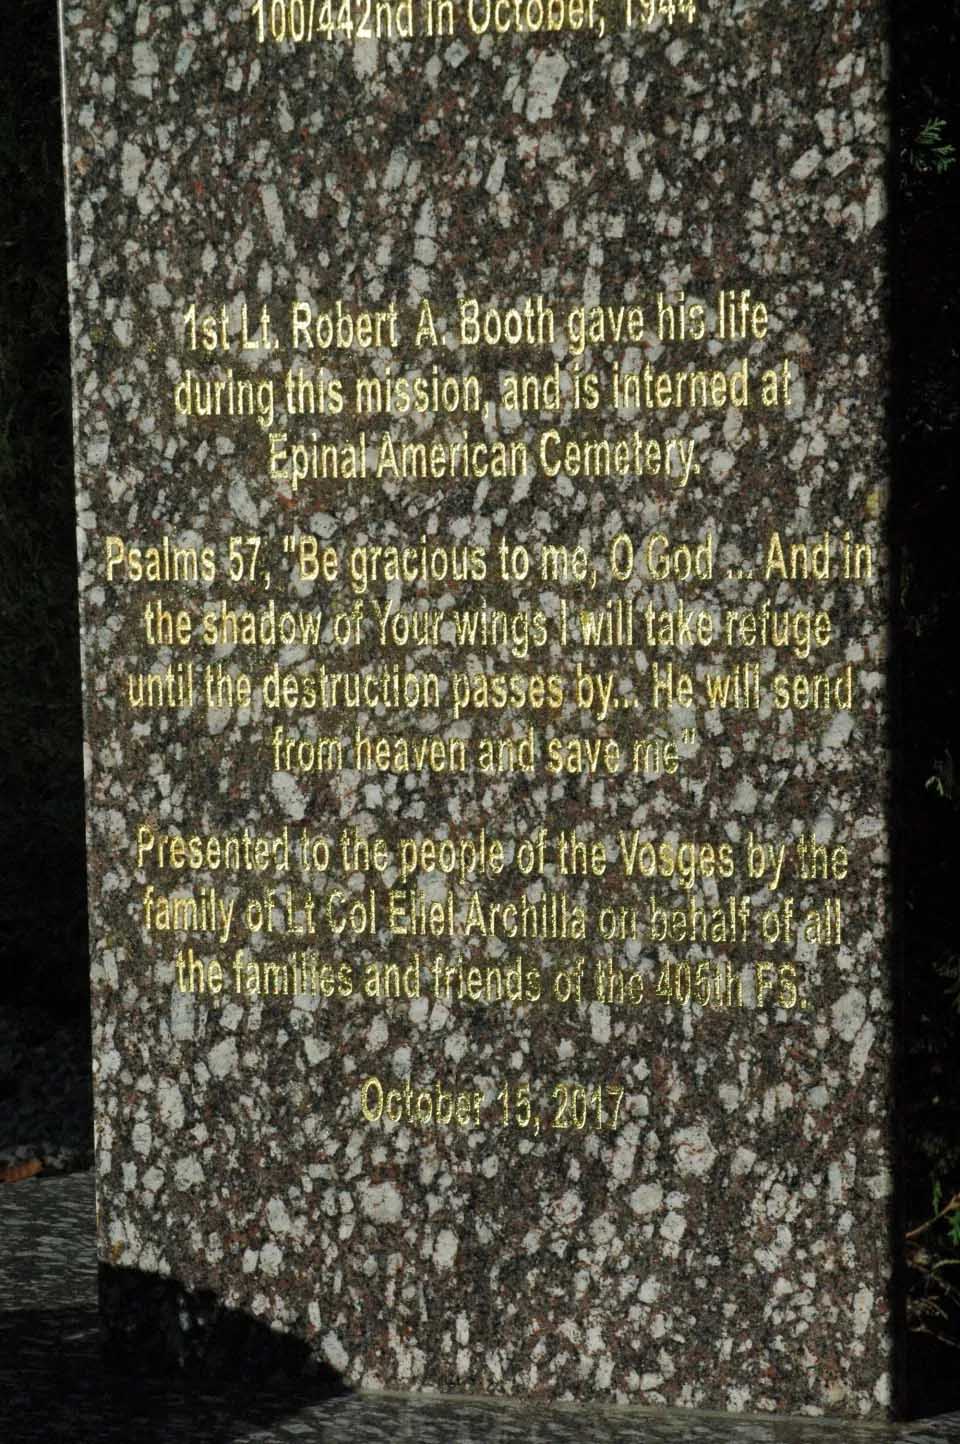 100/442nd in October, 1944
1st Lt. Robert A. Booth gave his life
during this mission, and is interned at
Epinal American Cemetery.
Psalms 57, "Be gracious to me, O God ... And in
the shadow of Your wings I will take refuge
until the destruction passes by... He will send
from heaven and save me"
Presented to the people of the Vosges by the
family of Lt Col Eliel Archilla on behalf of all
the families and friends of the 405th FS.
October 15, 2017